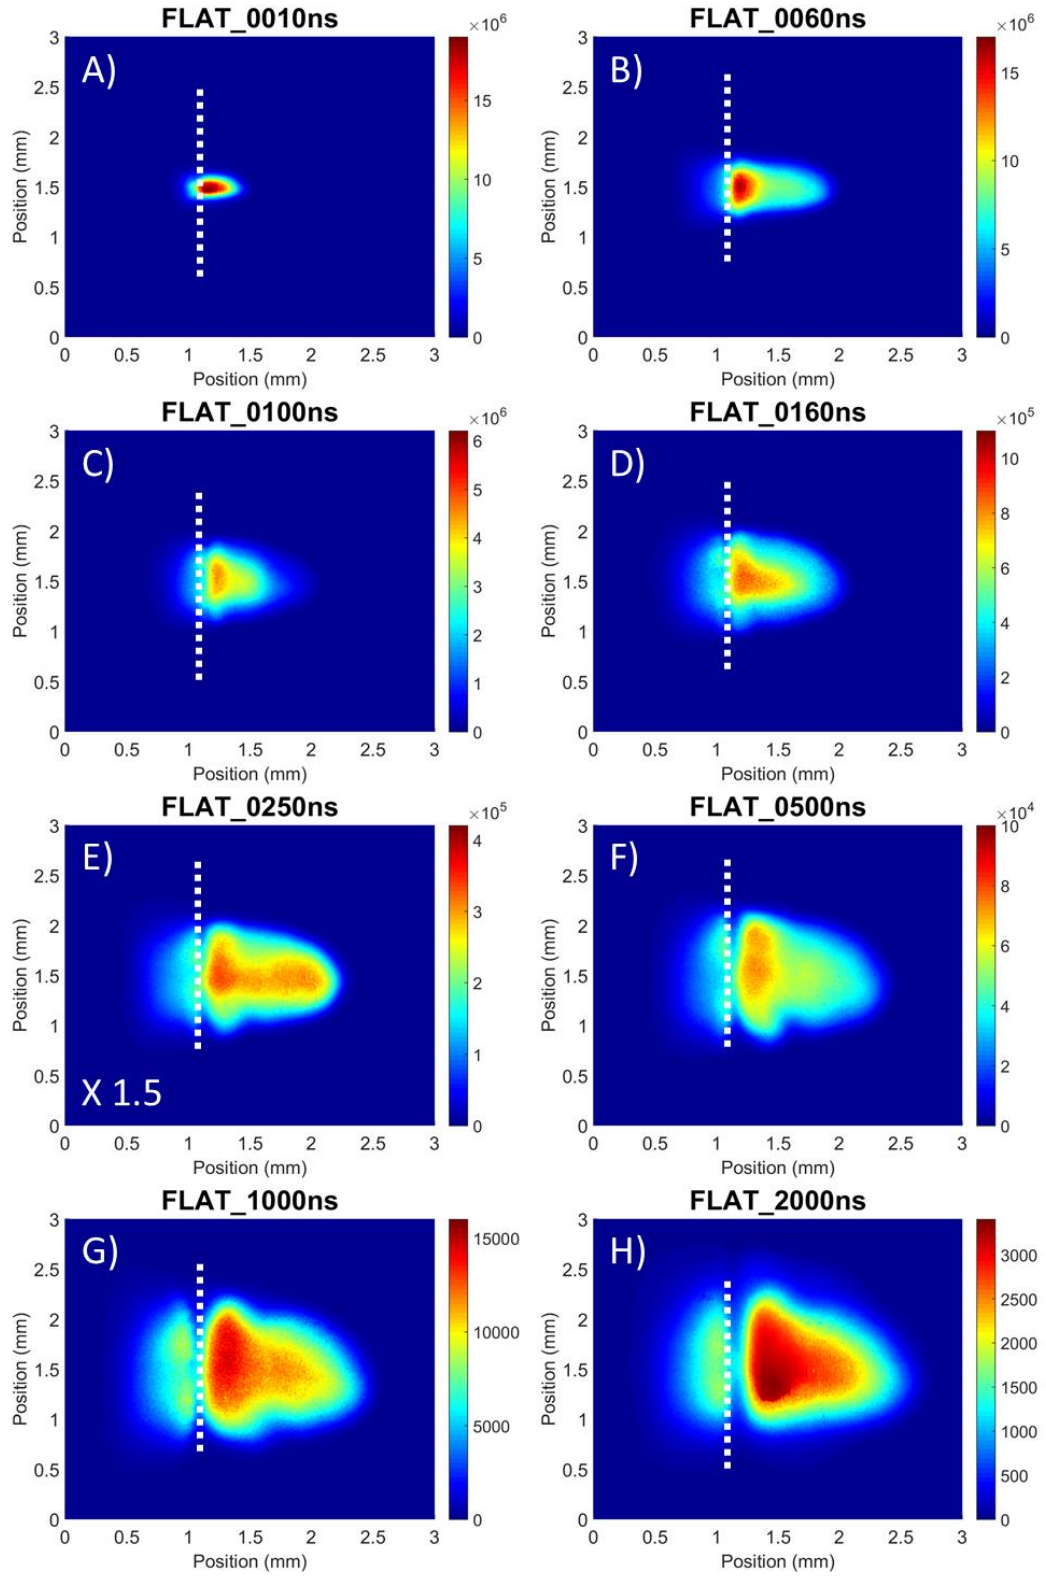 FLAT_0010ns
A)
×10⁶
3
2.5
2
1.5
1
0.5
0
Position (mm)
0 0.5 1 1.5 2 2.5 3
Position (mm)
15
10
5
0
FLAT_0060ns
B)
×10⁶
3
2.5
2
1.5
1
0.5
0
Position (mm)
0 0.5 1 1.5 2 2.5 3
Position (mm)
15
10
5
0
FLAT_0100ns
C)
×10⁶
3
2.5
2
1.5
1
0.5
0
Position (mm)
0 0.5 1 1.5 2 2.5 3
Position (mm)
6
5
4
3
2
1
0
FLAT_0160ns
D)
×10⁵
3
2.5
2
1.5
1
0.5
0
Position (mm)
0 0.5 1 1.5 2 2.5 3
Position (mm)
10
8
6
4
2
0
FLAT_0250ns
E)
X 1.5
×10⁵
3
2.5
2
1.5
1
0.5
0
Position (mm)
0 0.5 1 1.5 2 2.5 3
Position (mm)
4
3
2
1
0
FLAT_0500ns
F)
×10⁴
3
2.5
2
1.5
1
0.5
0
Position (mm)
0 0.5 1 1.5 2 2.5 3
Position (mm)
10
8
6
4
2
0
FLAT_1000ns
G)
3
2.5
2
1.5
1
0.5
0
Position (mm)
0 0.5 1 1.5 2 2.5 3
Position (mm)
15000
10000
5000
0
FLAT_2000ns
H)
3
2.5
2
1.5
1
0.5
0
Position (mm)
0 0.5 1 1.5 2 2.5 3
Position (mm)
3000
2500
2000
1500
1000
500
0